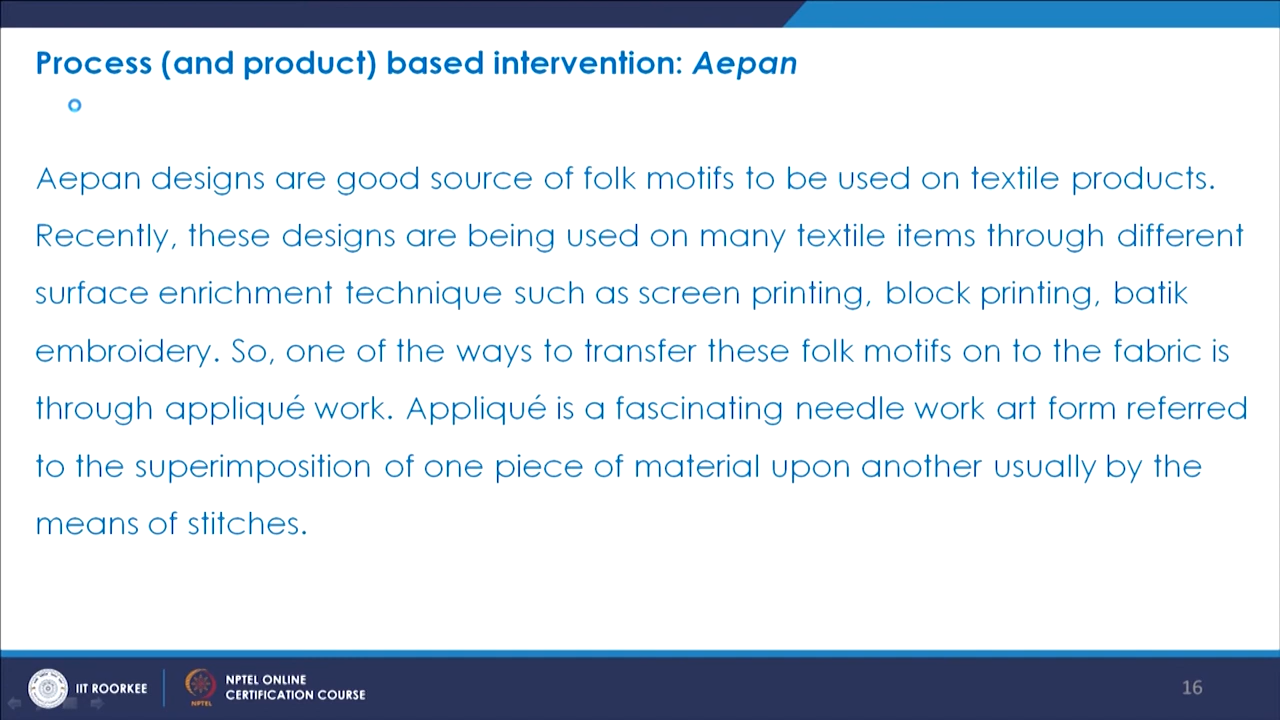 Process (and product) based intervention: Aepan
Aepan designs are good source of folk motifs to be used on textile products.
Recently, these designs are being used on many textile items through different
surface enrichment technique such as screen printing, block printing, batik
embroidery. So, one of the ways to transfer these folk motifs on to the fabric is
through appliqué work. Appliqué is a fascinating needle work art form referred
to the superimposition of one piece of material upon another usually by the
means of stitches.
IIT ROORKEE
NPTEL
NPTEL ONLINE
CERTIFICATION COURSE
16